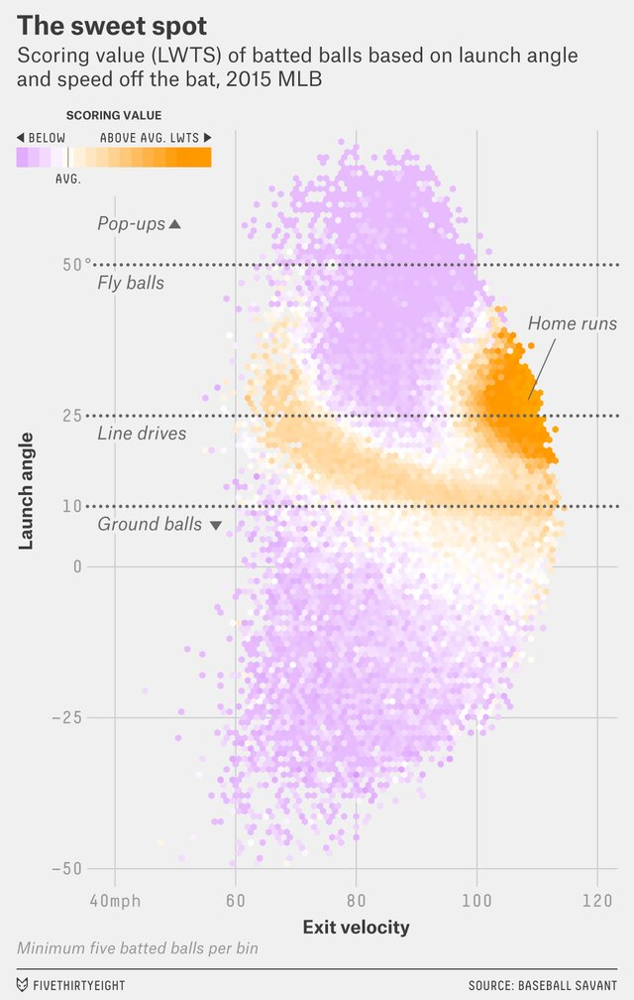 The sweet spot
Scoring value (LWTS) of batted balls based on launch angle
and speed off the bat, 2015 MLB
SCORING VALUE
◀ BELOW ABOVE AVG. LWTS ▶
AVG.
Pop-ups ▲
50°
Fly balls
Home runs
25
Line drives
10
Ground balls ▼
0
-25
-50
Launch angle
40mph 60 80 100 120
Exit velocity
Minimum five batted balls per bin
FIVETHIRTYEIGHT SOURCE: BASEBALL SAVANT